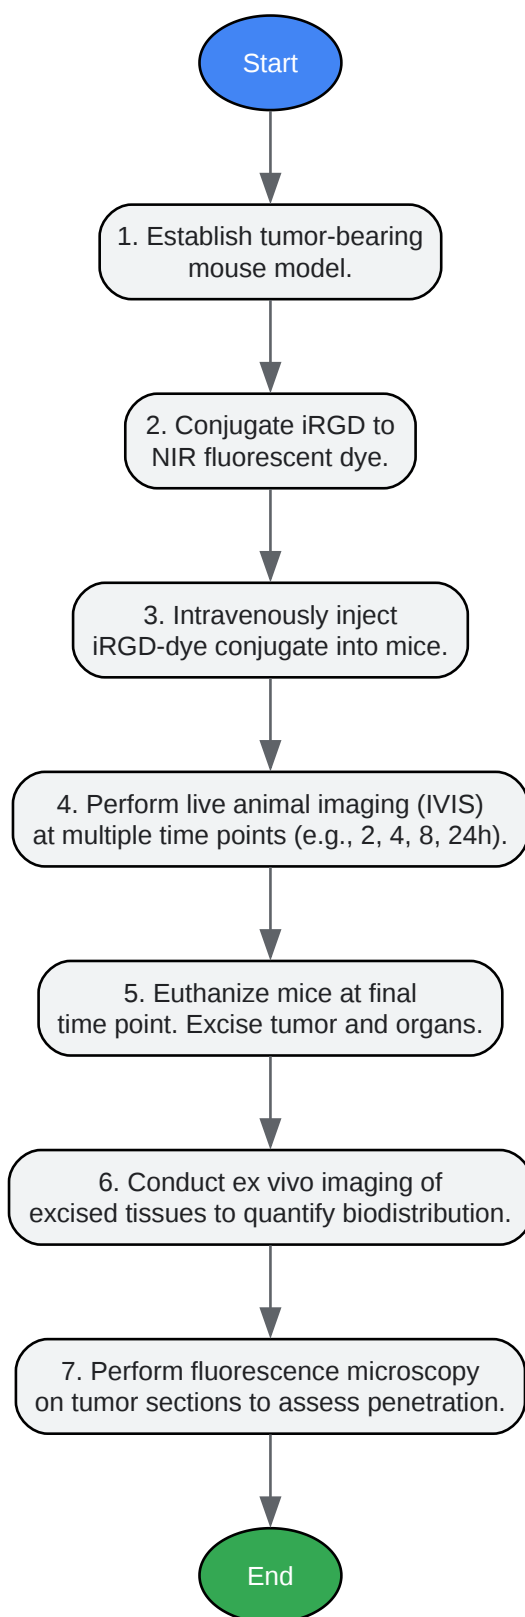 Start
1. Establish tumor-bearing
mouse model.
2. Conjugate iRGD to
NIR fluorescent dye.
3. Intravenously inject
iRGD-dye conjugate into mice.
4. Perform live animal imaging (IVIS)
at multiple time points (e.g., 2, 4, 8, 24h).
5. Euthanize mice at final
time point. Excise tumor and organs.
6. Conduct ex vivo imaging of
excised tissues to quantify biodistribution.
7. Perform fluorescence microscopy
on tumor sections to assess penetration.
End